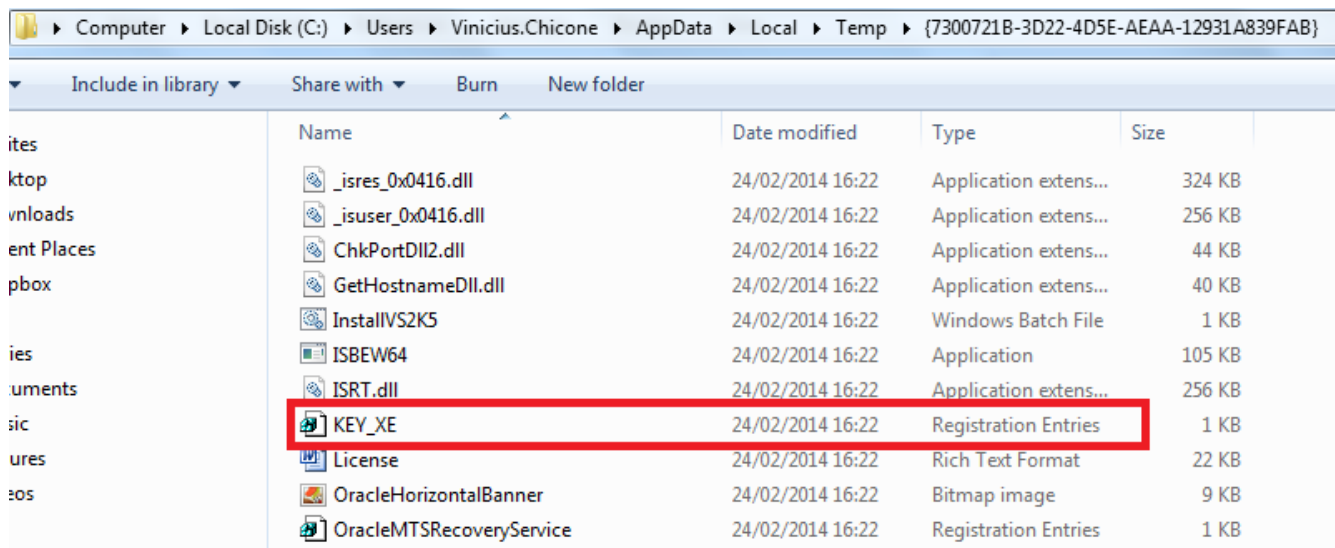 Computer Local Disk (C:) Users Vinicius.Chicone AppData Local Temp {7300721B-3D22-4D5E-AEAA-12931A839FAB}
Include in library Share with Burn New folder
Name Date modified Type Size
ites
ktop
vnloads
ent Places
pbox
ies
uments
sic
ures
eos
_isres_0x0416.dll 24/02/2014 16:22 Application extens... 324 KB
_isuser_0x0416.dll 24/02/2014 16:22 Application extens... 256 KB
ChkPortDll2.dll 24/02/2014 16:22 Application extens... 44 KB
GetHostnameDll.dll 24/02/2014 16:22 Application extens... 40 KB
InstallVS2K5 24/02/2014 16:22 Windows Batch File 1 KB
ISBEW64 24/02/2014 16:22 Application 105 KB
ISRT.dll 24/02/2014 16:22 Application extens... 256 KB
KEY_XE 24/02/2014 16:22 Registration Entries 1 KB
License 24/02/2014 16:22 Rich Text Format 22 KB
OracleHorizontalBanner 24/02/2014 16:22 Bitmap image 9 KB
OracleMTSRecoveryService 24/02/2014 16:22 Registration Entries 1 KB